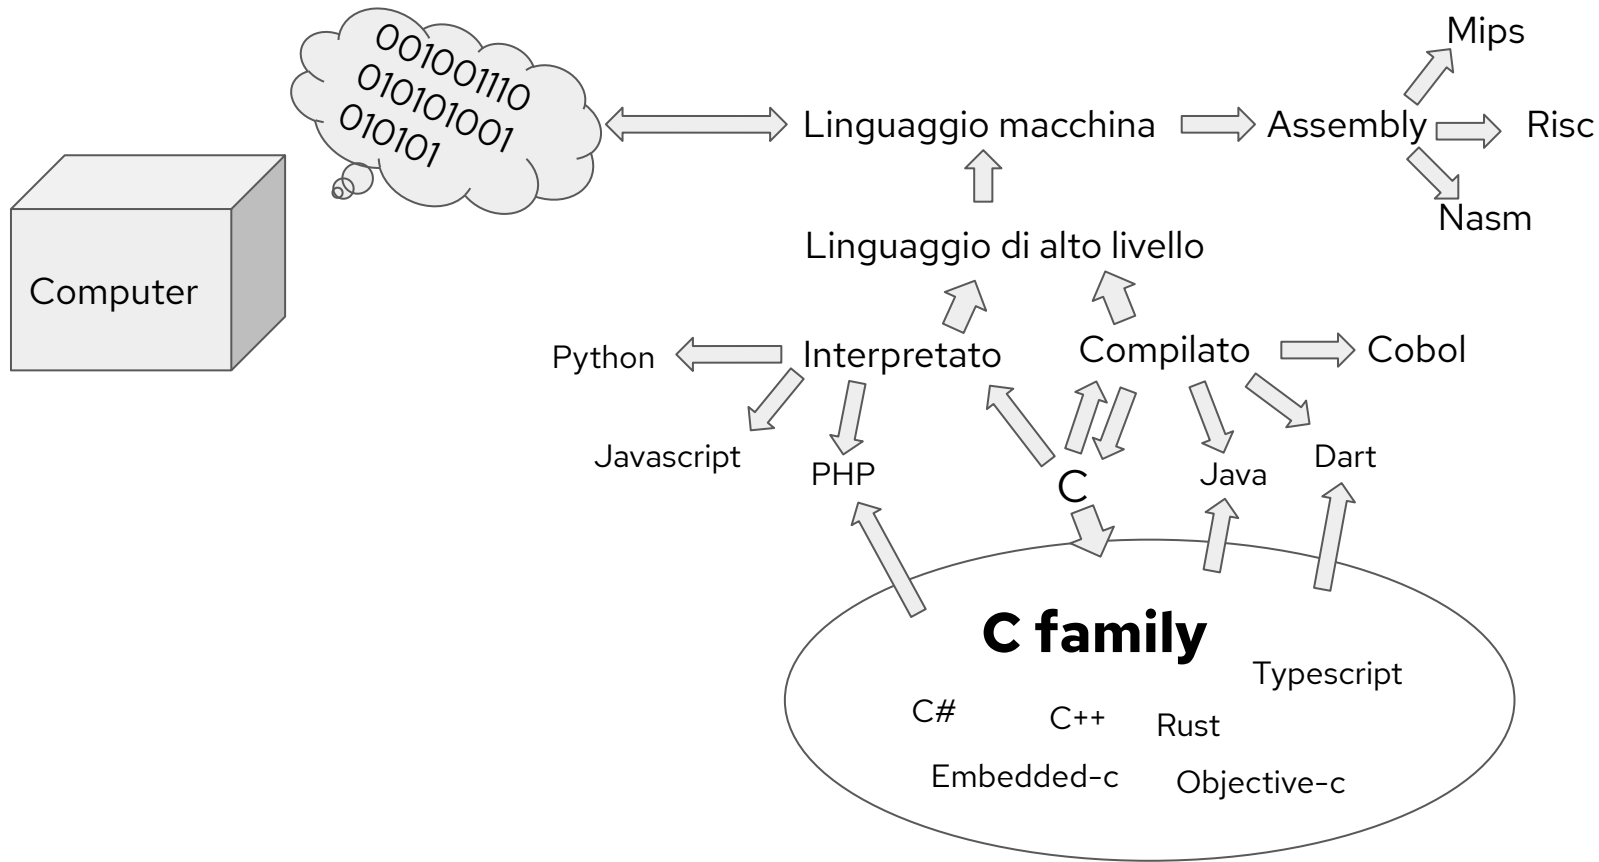 001001110
010101001
010101
Computer
Linguaggio macchina
Assembly
Mips
Risc
Nasm
Linguaggio di alto livello
Interpretato
Compilato
Cobol
Python
Javascript
PHP
C
Java
Dart
C family
Typescript
C#
C++
Rust
Embedded-c
Objective-c